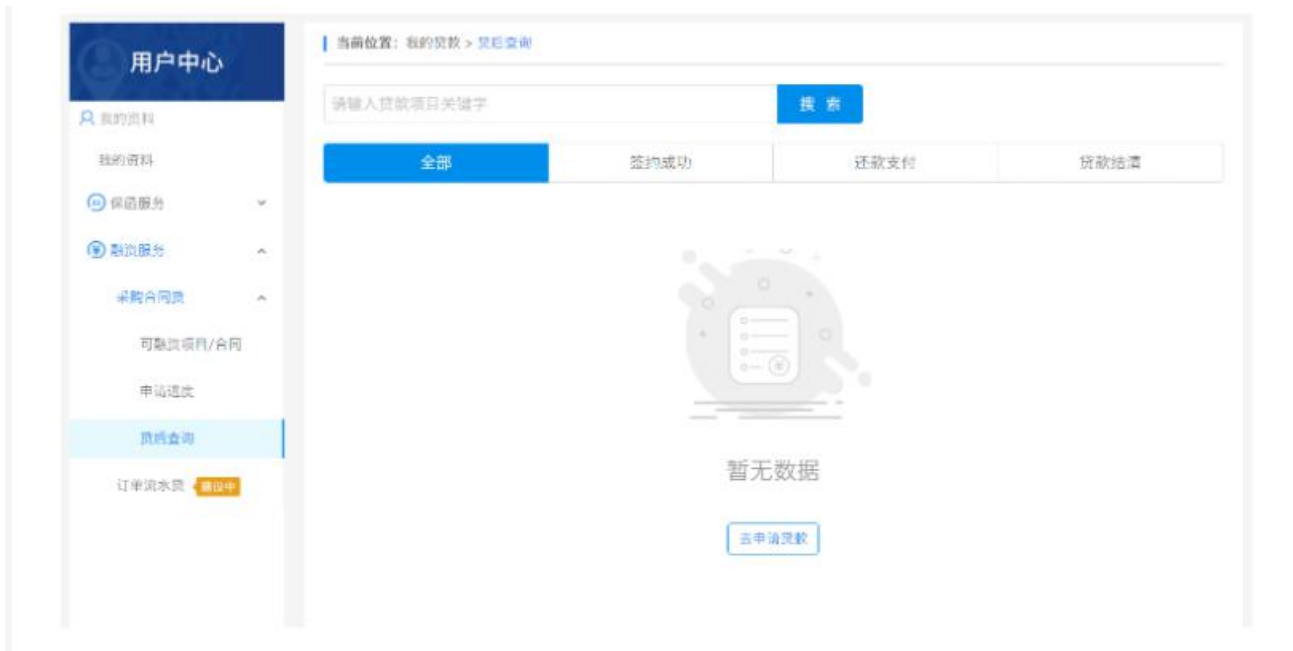 用户中心
我的资料
我的资料
保函服务
融资服务
采购合同贷
可融资项目/合同
申请进度
贷后查询
订单流水贷 建设中
当前位置：我的贷款 > 贷后查询
请输入贷款项目关键字
搜索
全部 签约成功 还款支付 贷款结清
暂无数据
去申请贷款